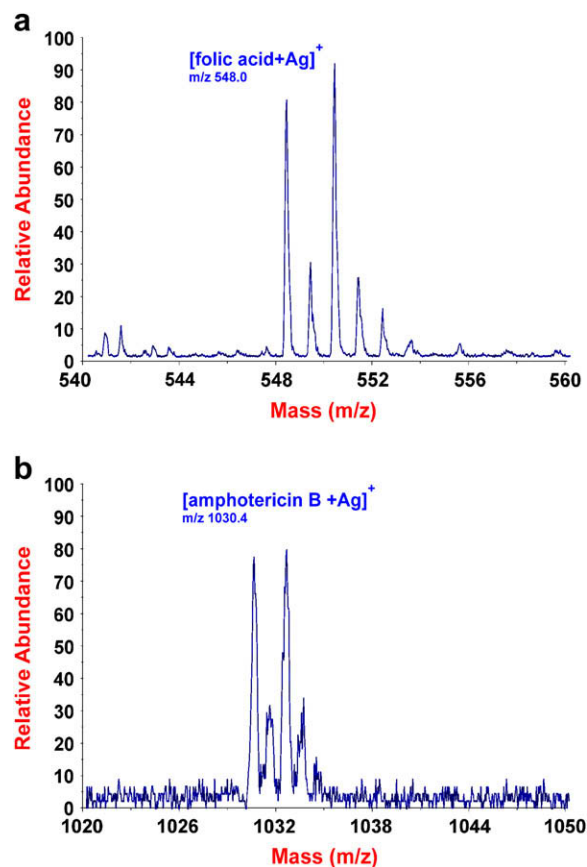 a
[folic acid+Ag]+
m/z 548.0
100
90
80
70
60
50
40
30
20
10
0
Relative Abundance
540 544 548 552 556 560
Mass (m/z)
b
[amphotericin B +Ag]+
m/z 1030.4
100
90
80
70
60
50
40
30
20
10
0
Relative Abundance
1020 1026 1032 1038 1044 1050
Mass (m/z)